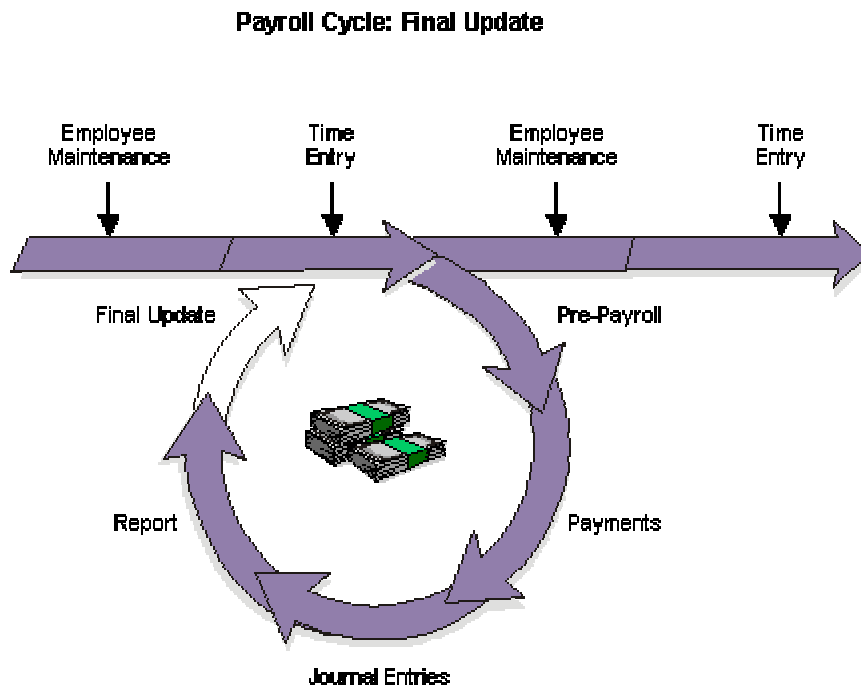 Payroll Cycle: Final Update
Employee
Maintenance
Time
Entry
Employee
Maintenance
Time
Entry
Final Update
Pre-Payroll
Report
Payments
Journal Entries